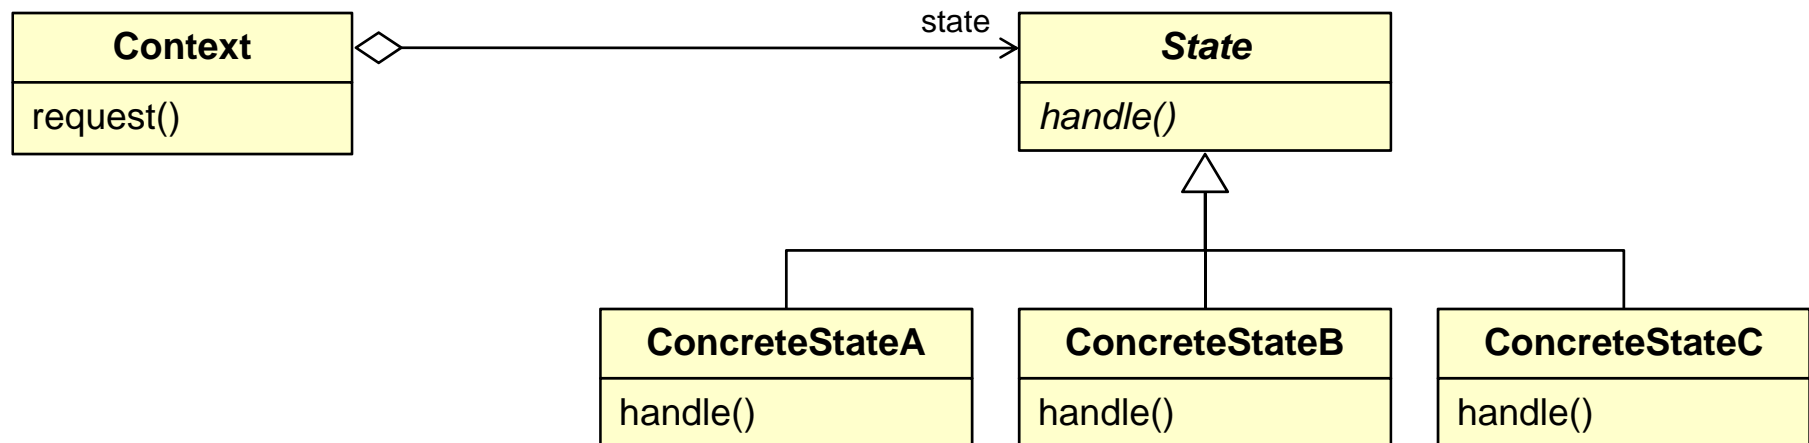 Context
request()
state
State
handle()
ConcreteStateA
handle()
ConcreteStateB
handle()
ConcreteStateC
handle()